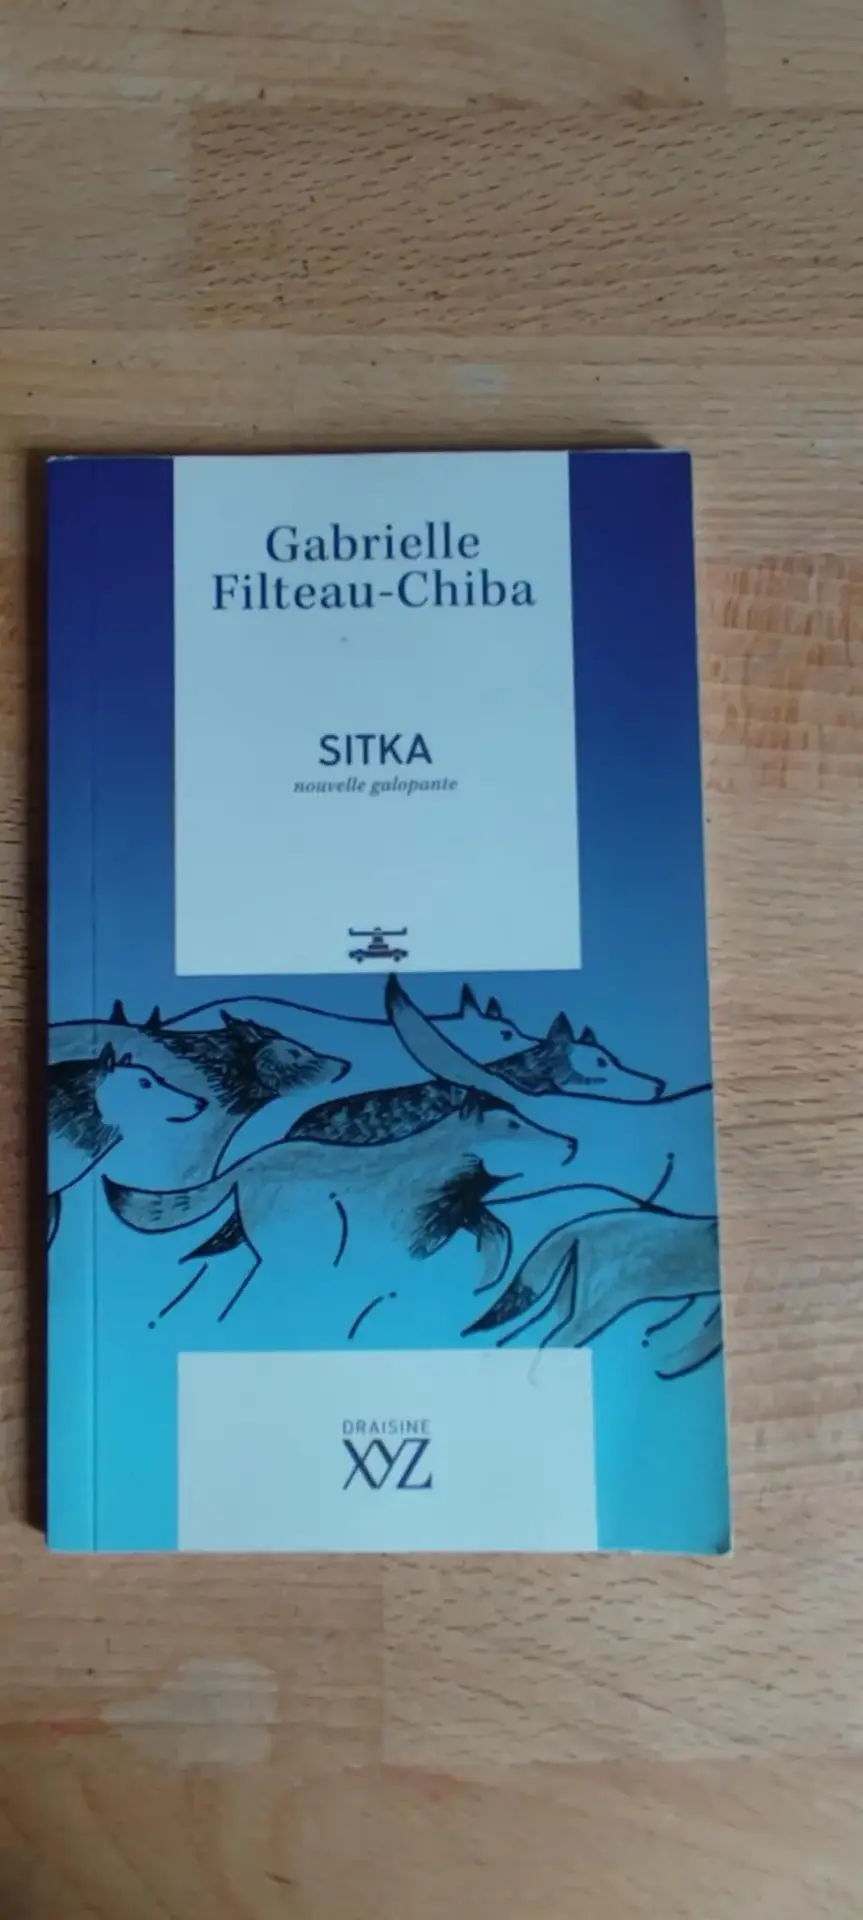 Gabrielle
Filteau-Chiba
SITKA
nouvelle galopante
DRAISINE
XYZ